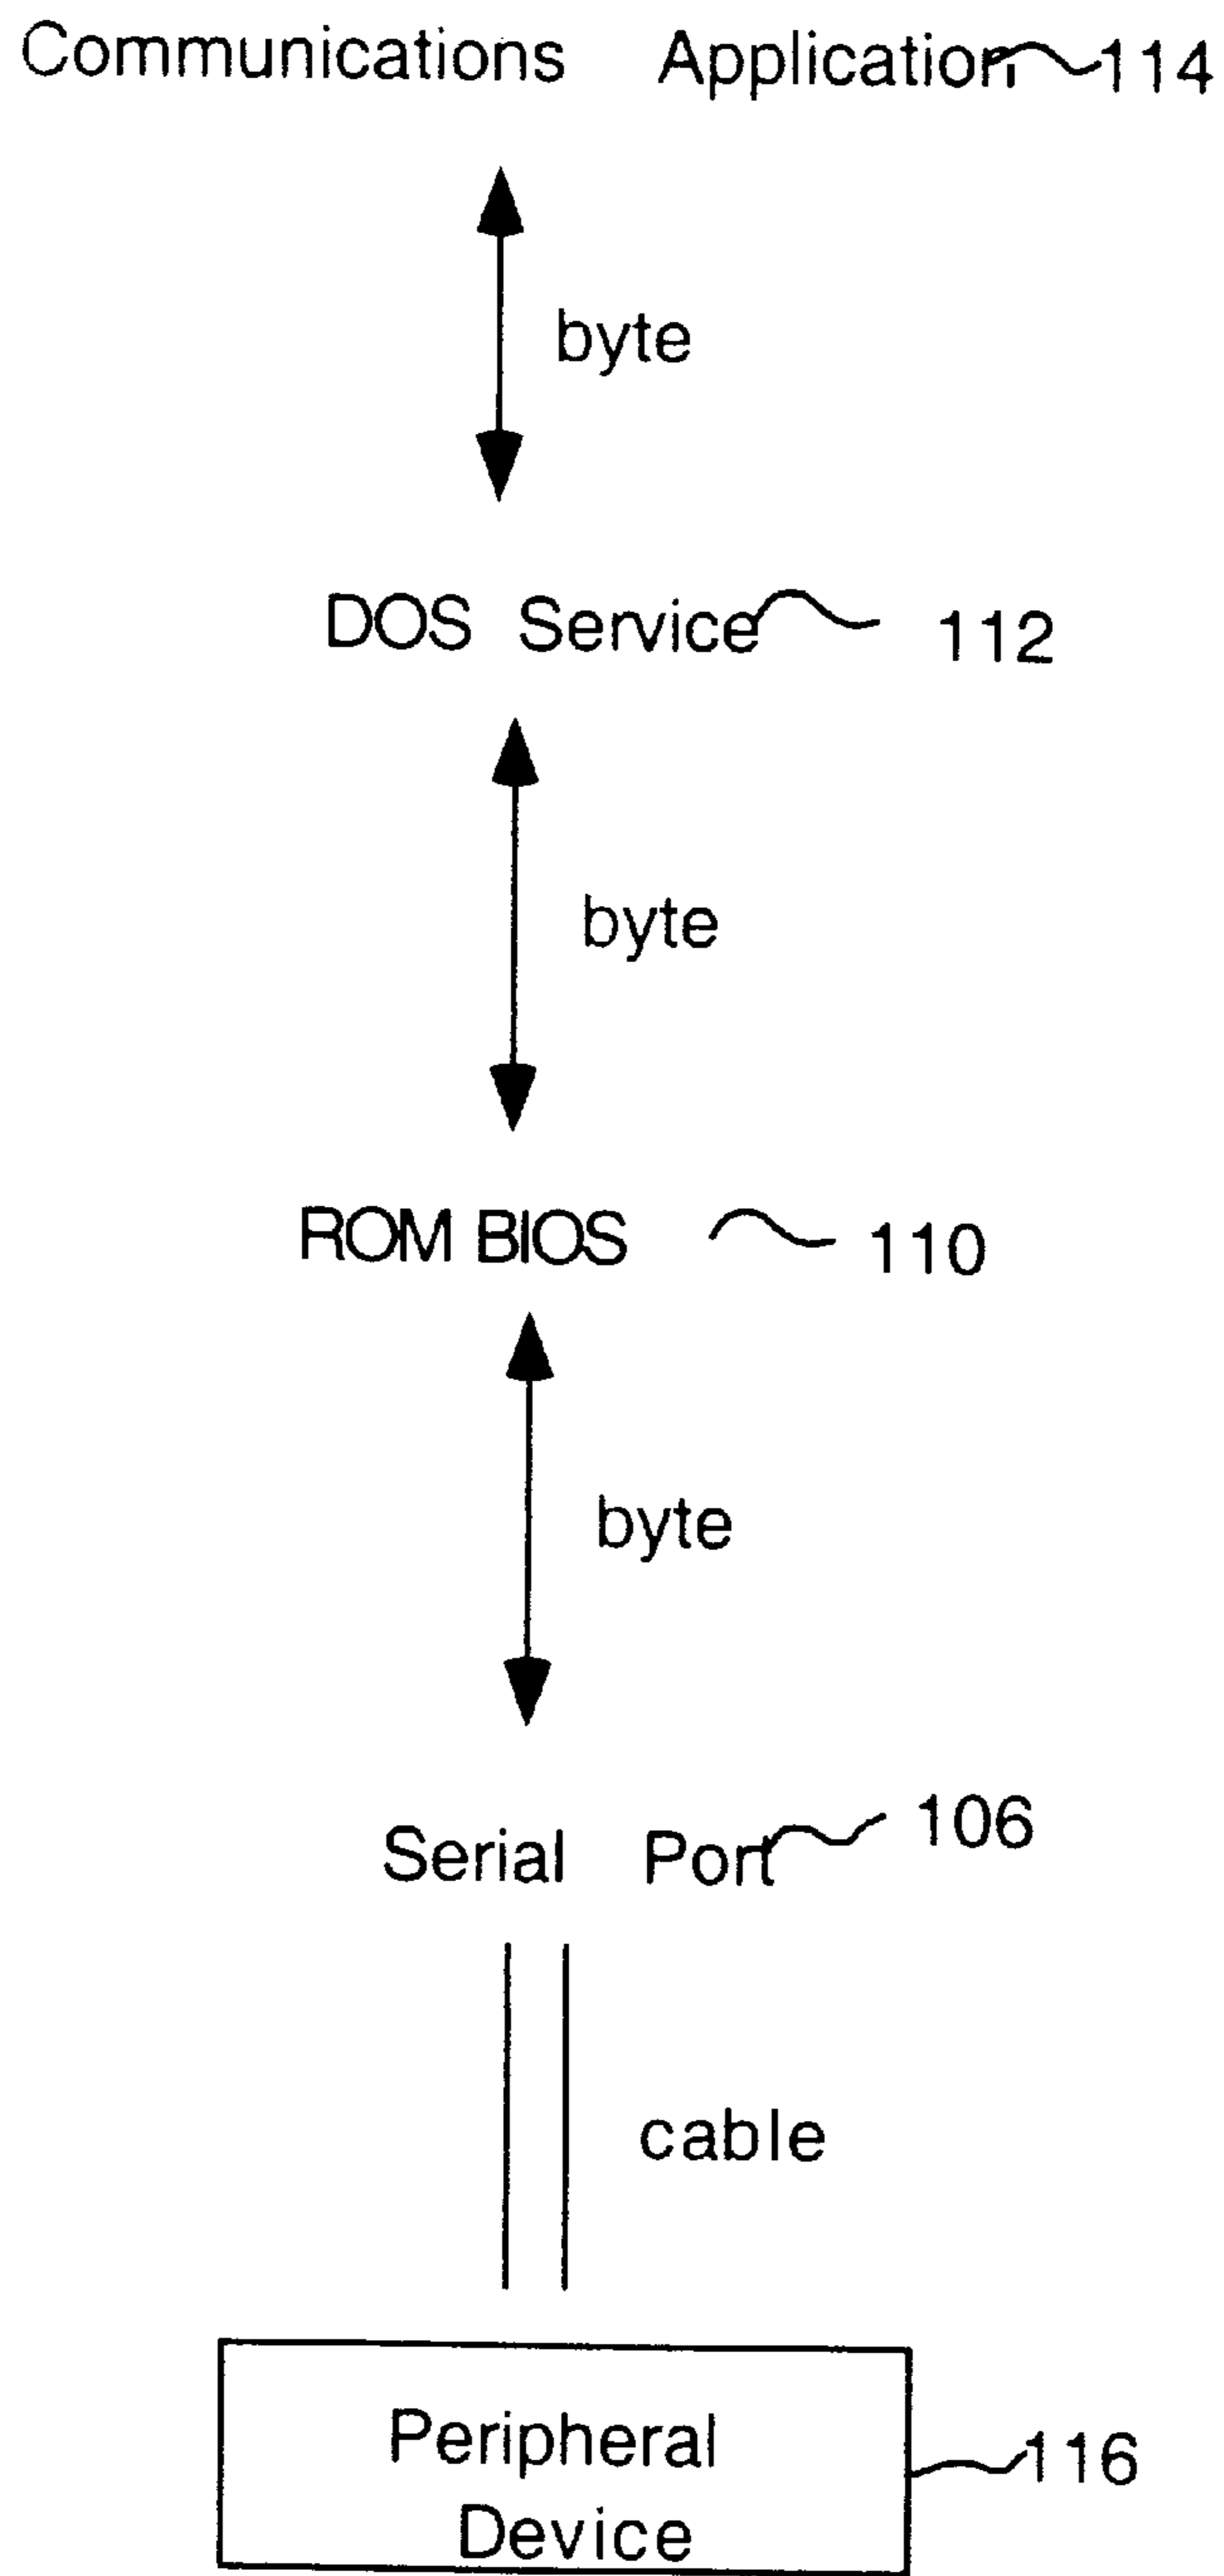 Communications Application 114
byte
DOS Service 112
byte
ROM BIOS 110
byte
Serial Port 106
cable
Peripheral 116
Device